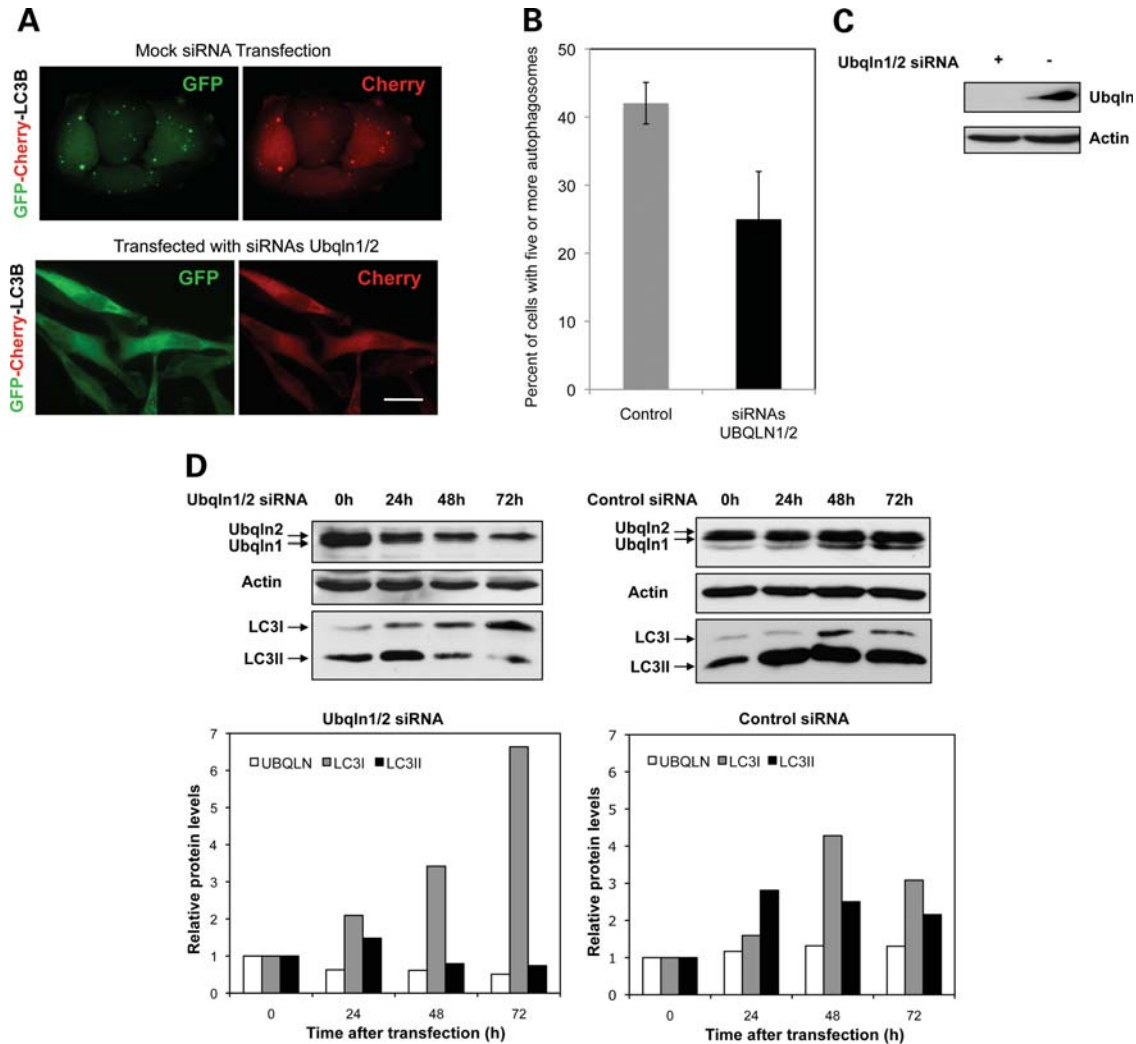 A
Mock siRNA Transfection
GFP-Cherry-LC3B
GFP
Cherry
Transfected with siRNAs Ubqln1/2
GFP-Cherry-LC3B
GFP
Cherry
B
Percent of cells with five or more autophagosomes
50
40
30
20
10
0
Control
siRNAs
UBQLN1/2
C
Ubqln1/2 siRNA + -
Ubqln
Actin
D
Ubqln1/2 siRNA 0h 24h 48h 72h
Ubqln2
Ubqln1
Actin
LC3I
LC3II
Control siRNA 0h 24h 48h 72h
Ubqln2
Ubqln1
Actin
LC3I
LC3II
Ubqln1/2 siRNA
Relative protein levels
7
6
5
4
3
2
1
0
UBQLN LC3I LC3II
0 24 48 72
Time after transfection (h)
Control siRNA
Relative protein levels
7
6
5
4
3
2
1
0
UBQLN LC3I LC3II
0 24 48 72
Time after transfection (h)